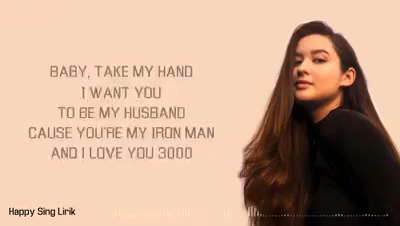 BABY, TAKE MY HAND
I WANT YOU
TO BE MY HUSBAND
CAUSE YOU'RE MY IRON MAN
AND I LOVE YOU 3000
Happy Sing Lirik